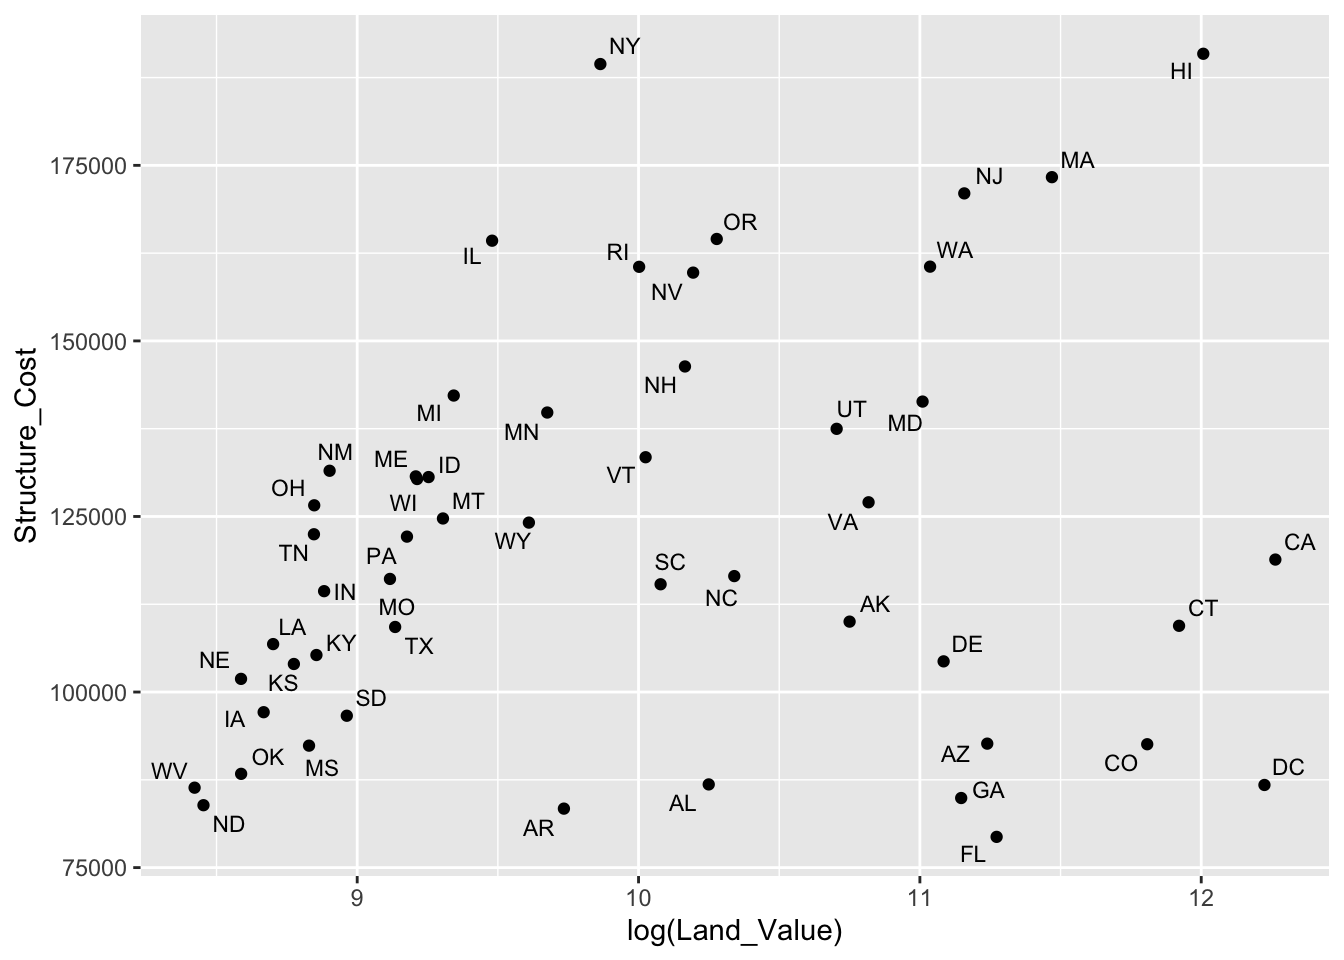 NY
HI
175000
MA
NJ
OR
IL
RI
WA
NV
150000
NH
MI
UT
MN
MD
NM
ME
ID
VT
OH
WI
MT
125000
VA
TN
WY
CA
PA
SC
IN
NC
AK
CT
MO
LA
KY
TX
DE
NE
KS
100000
SD
IA
OK
AZ
MS
CO
WV
DC
AL
GA
ND
AR
FL
75000
9 10 11 12
log(Land_Value)
Structure_Cost